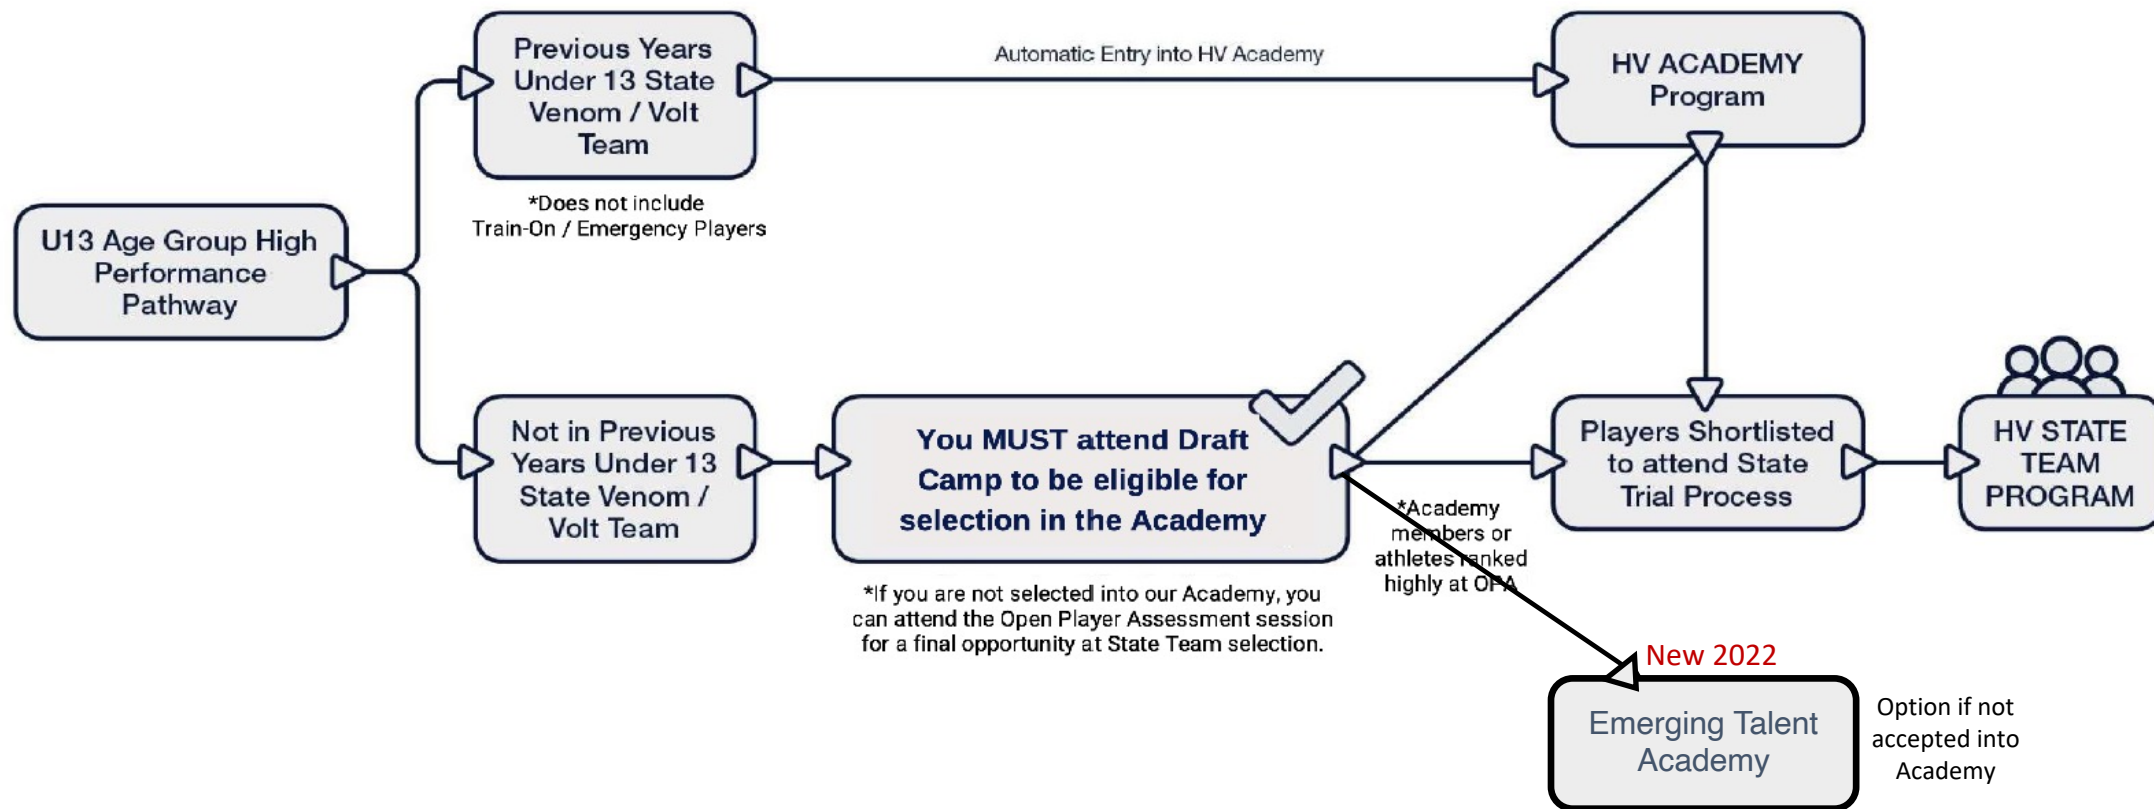 Previous Years
Under 13 State
Venom / Volt
Team
*Does not include
Train-On / Emergency Players
Automatic Entry into HV Academy
HV ACADEMY
Program
U13 Age Group High
Performance
Pathway
Not in Previous
Years Under 13
State Venom /
Volt Team
You MUST attend Draft
Camp to be eligible for
selection in the Academy
*If you are not selected into our Academy, you
can attend the Open Player Assessment session
for a final opportunity at State Team selection.
*Academy
members or
athletes ranked
highly at OPA
Players Shortlisted
to attend State
Trial Process
HV STATE
TEAM
PROGRAM
New 2022
Emerging Talent
Academy
Option if not
accepted into
Academy